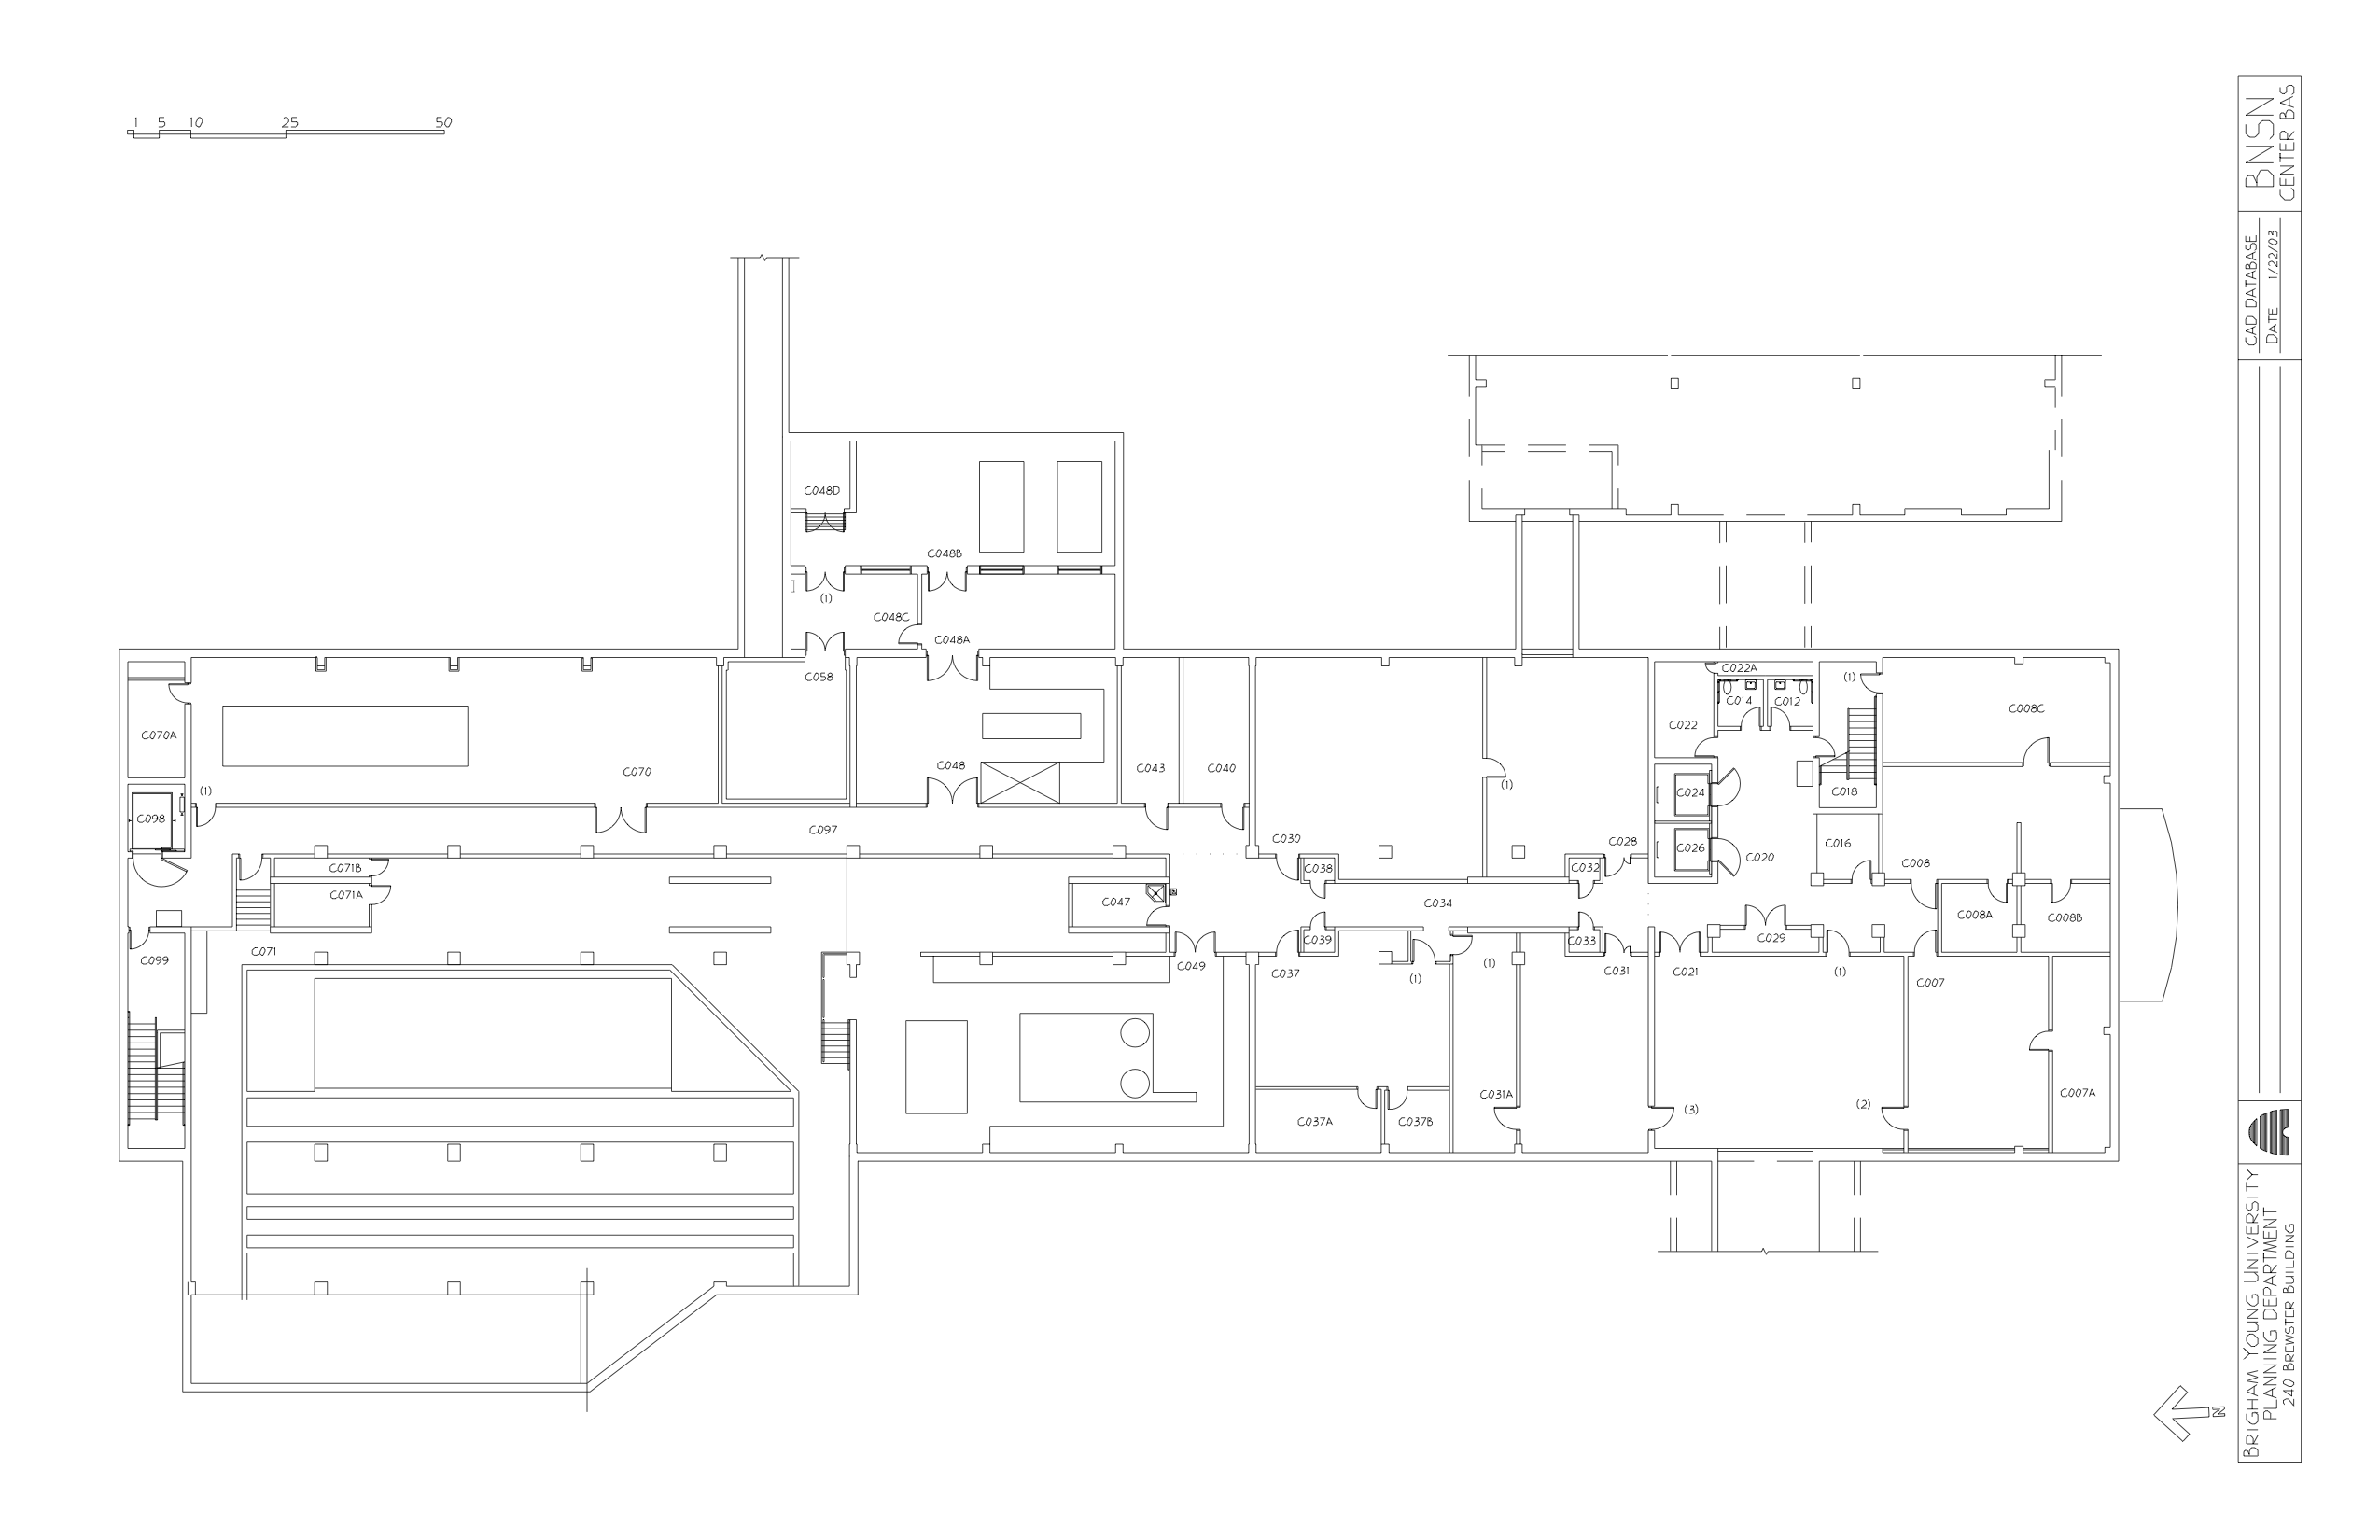 1 5 10 25 50
C048D
C048B
(1)
C048C
C048A
C058
C022A
(1)
C014
C012
C008C
C022
C070A
C070
C048
C043
C040
(1)
(1)
C098
C024
C018
C097
C030
C028
C026
C020
C016
C008
C071B
C038
C032
C071A
C047
C034
C008A
C008B
C039
C033
C029
C071
C099
C049
C037
(1)
(1)
C031
C021
(1)
C007
C031A
C007A
(3)
(2)
C037A
C037B
BNSN
CENTER BAS
CAD DATABASE
DATE 1/22/03
BRIGHAM YOUNG UNIVERSITY
PLANNING DEPARTMENT
240 BREWSTER BUILDING
N